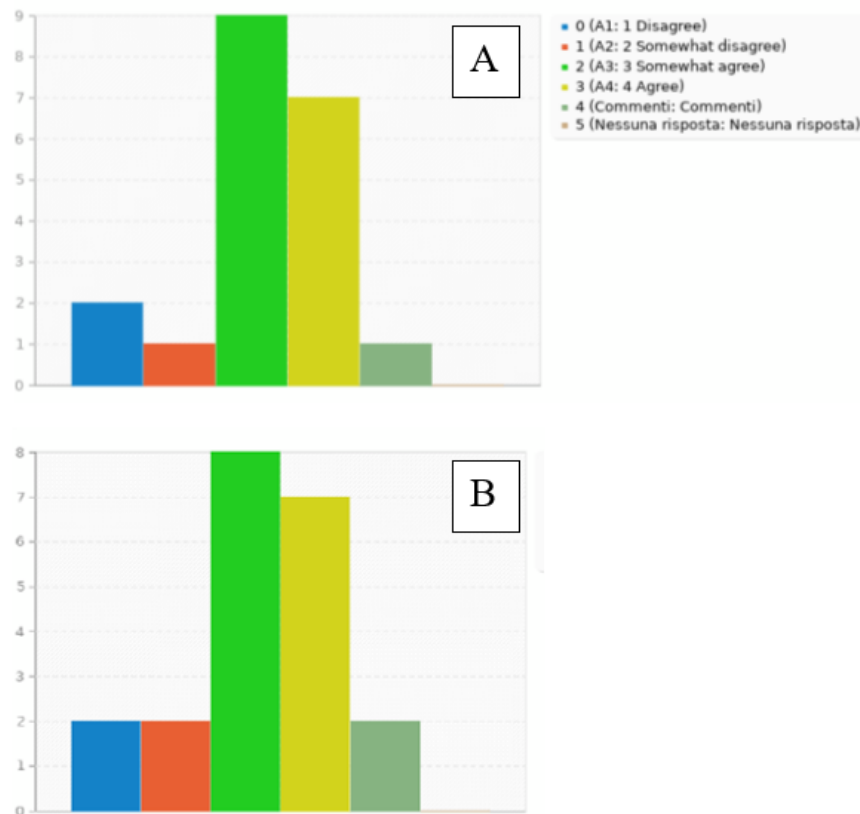 9
8
7
6
5
4
3
2
1
0
A
0 (A1: 1 Disagree)
1 (A2: 2 Somewhat disagree)
2 (A3: 3 Somewhat agree)
3 (A4: 4 Agree)
4 (Commenti: Commenti)
5 (Nessuna risposta: Nessuna risposta)
8
7
6
5
4
3
2
1
0
B